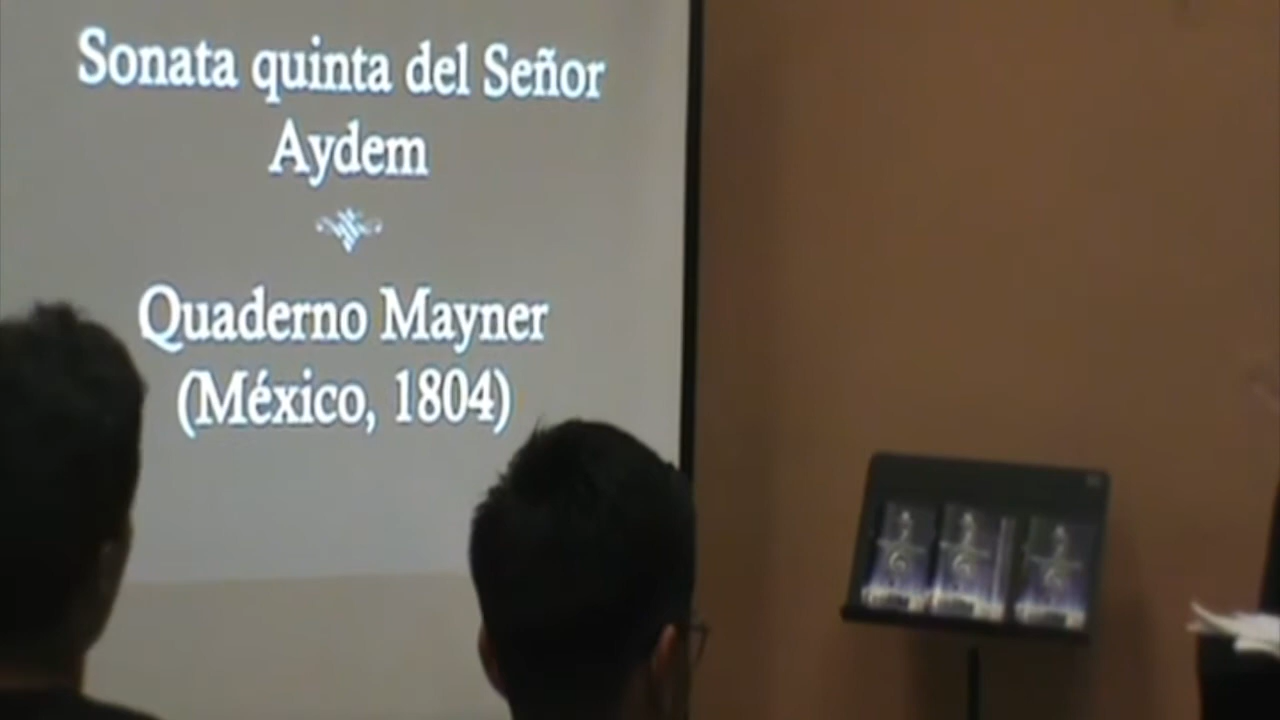 Sonata quinta del Señor
Aydem
Quaderno Mayner
(México, 1804)